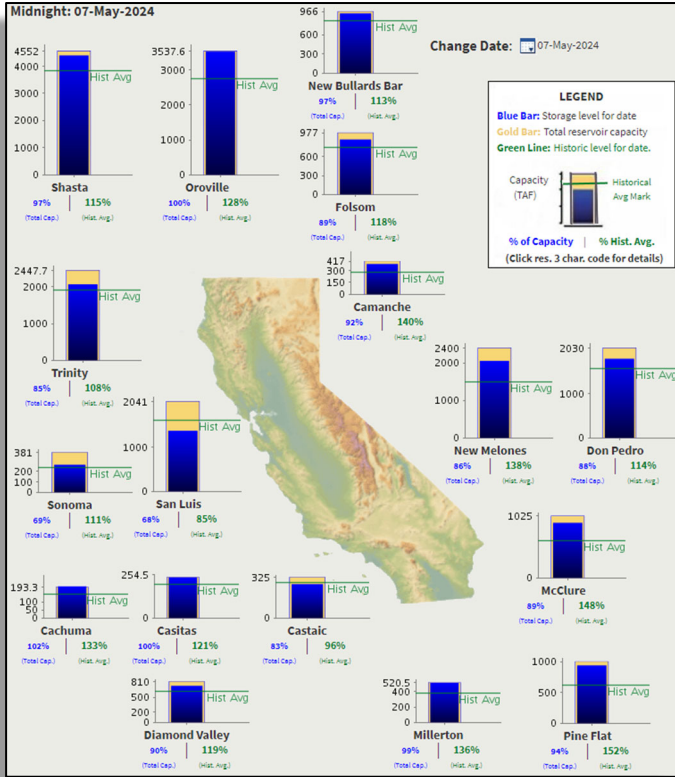 Midnight: 07-May-2024
Change Date: 07-May-2024
LEGEND
Blue Bar: Storage level for date
Gold Bar: Total reservoir capacity
Green Line: Historic level for date.
Capacity
(TAF)
Historical
Avg Mark
% of Capacity | % Hist. Avg.
(Click res. 3 char. code for details)
4552
4000
3000
2000
1000
0
Hist Avg
Shasta
97% | 115%
(Total Cap.) (Hist. Avg.)
3537.6
3000
2000
1000
0
Hist Avg
Oroville
100% | 128%
(Total Cap.) (Hist. Avg.)
966
600
300
0
Hist Avg
New Bullards Bar
97% | 113%
(Total Cap.) (Hist. Avg.)
977
600
300
0
Hist Avg
Folsom
89% | 118%
(Total Cap.) (Hist. Avg.)
417
300
150
0
Hist Avg
Camanche
92% | 140%
(Total Cap.) (Hist. Avg.)
2447.7
2000
1000
0
Hist Avg
Trinity
85% | 108%
(Total Cap.) (Hist. Avg.)
2400
2000
1000
0
Hist Avg
New Melones
86% | 138%
(Total Cap.) (Hist. Avg.)
2030
1000
0
Hist Avg
Don Pedro
88% | 114%
(Total Cap.) (Hist. Avg.)
381
200
100
0
Hist Avg
Sonoma
69% | 111%
(Total Cap.) (Hist. Avg.)
2041
1000
0
Hist Avg
San Luis
68% | 85%
(Total Cap.) (Hist. Avg.)
1025
0
Hist Avg
McClure
89% | 148%
(Total Cap.) (Hist. Avg.)
193.3
100
50
0
Hist Avg
Cachuma
102% | 133%
(Total Cap.) (Hist. Avg.)
254.5
0
Hist Avg
Casitas
100% | 121%
(Total Cap.) (Hist. Avg.)
325
0
Hist Avg
Castaic
83% | 96%
(Total Cap.) (Hist. Avg.)
810
500
200
0
Hist Avg
Diamond Valley
90% | 119%
(Total Cap.) (Hist. Avg.)
520.5
400
200
0
Hist Avg
Millerton
99% | 136%
(Total Cap.) (Hist. Avg.)
1000
500
0
Hist Avg
Pine Flat
94% | 152%
(Total Cap.) (Hist. Avg.)